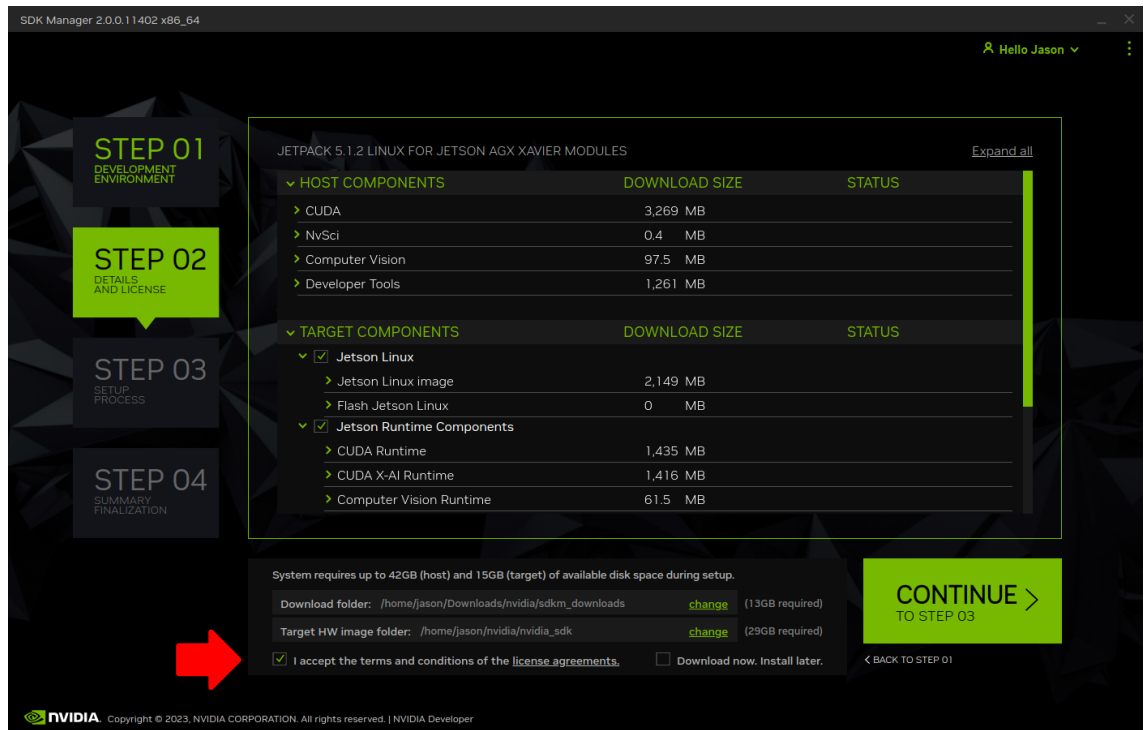 SDK Manager 2.0.0.11402 x86_64
Hello Jason
STEP 01
DEVELOPMENT
ENVIRONMENT
STEP 02
DETAILS
AND LICENSE
STEP 03
SETUP
PROCESS
STEP 04
SUMMARY
FINALIZATION
JETPACK 5.1.2 LINUX FOR JETSON AGX XAVIER MODULES Expand all
HOST COMPONENTS DOWNLOAD SIZE STATUS
CUDA 3,269 MB
NvSci 0.4 MB
Computer Vision 97.5 MB
Developer Tools 1,261 MB
TARGET COMPONENTS DOWNLOAD SIZE STATUS
Jetson Linux
Jetson Linux image 2,149 MB
Flash Jetson Linux 0 MB
Jetson Runtime Components
CUDA Runtime 1,435 MB
CUDA X-AI Runtime 1,416 MB
Computer Vision Runtime 61.5 MB
System requires up to 42GB (host) and 15GB (target) of available disk space during setup.
Download folder: /home/jason/Downloads/nvidia/sdkm_downloads change (13GB required)
Target HW image folder: /home/jason/nvidia/nvidia_sdk change (29GB required)
I accept the terms and conditions of the license agreements. Download now. Install later.
CONTINUE
TO STEP 03
BACK TO STEP 01
NVIDIA. Copyright © 2023, NVIDIA CORPORATION. All rights reserved. | NVIDIA Developer